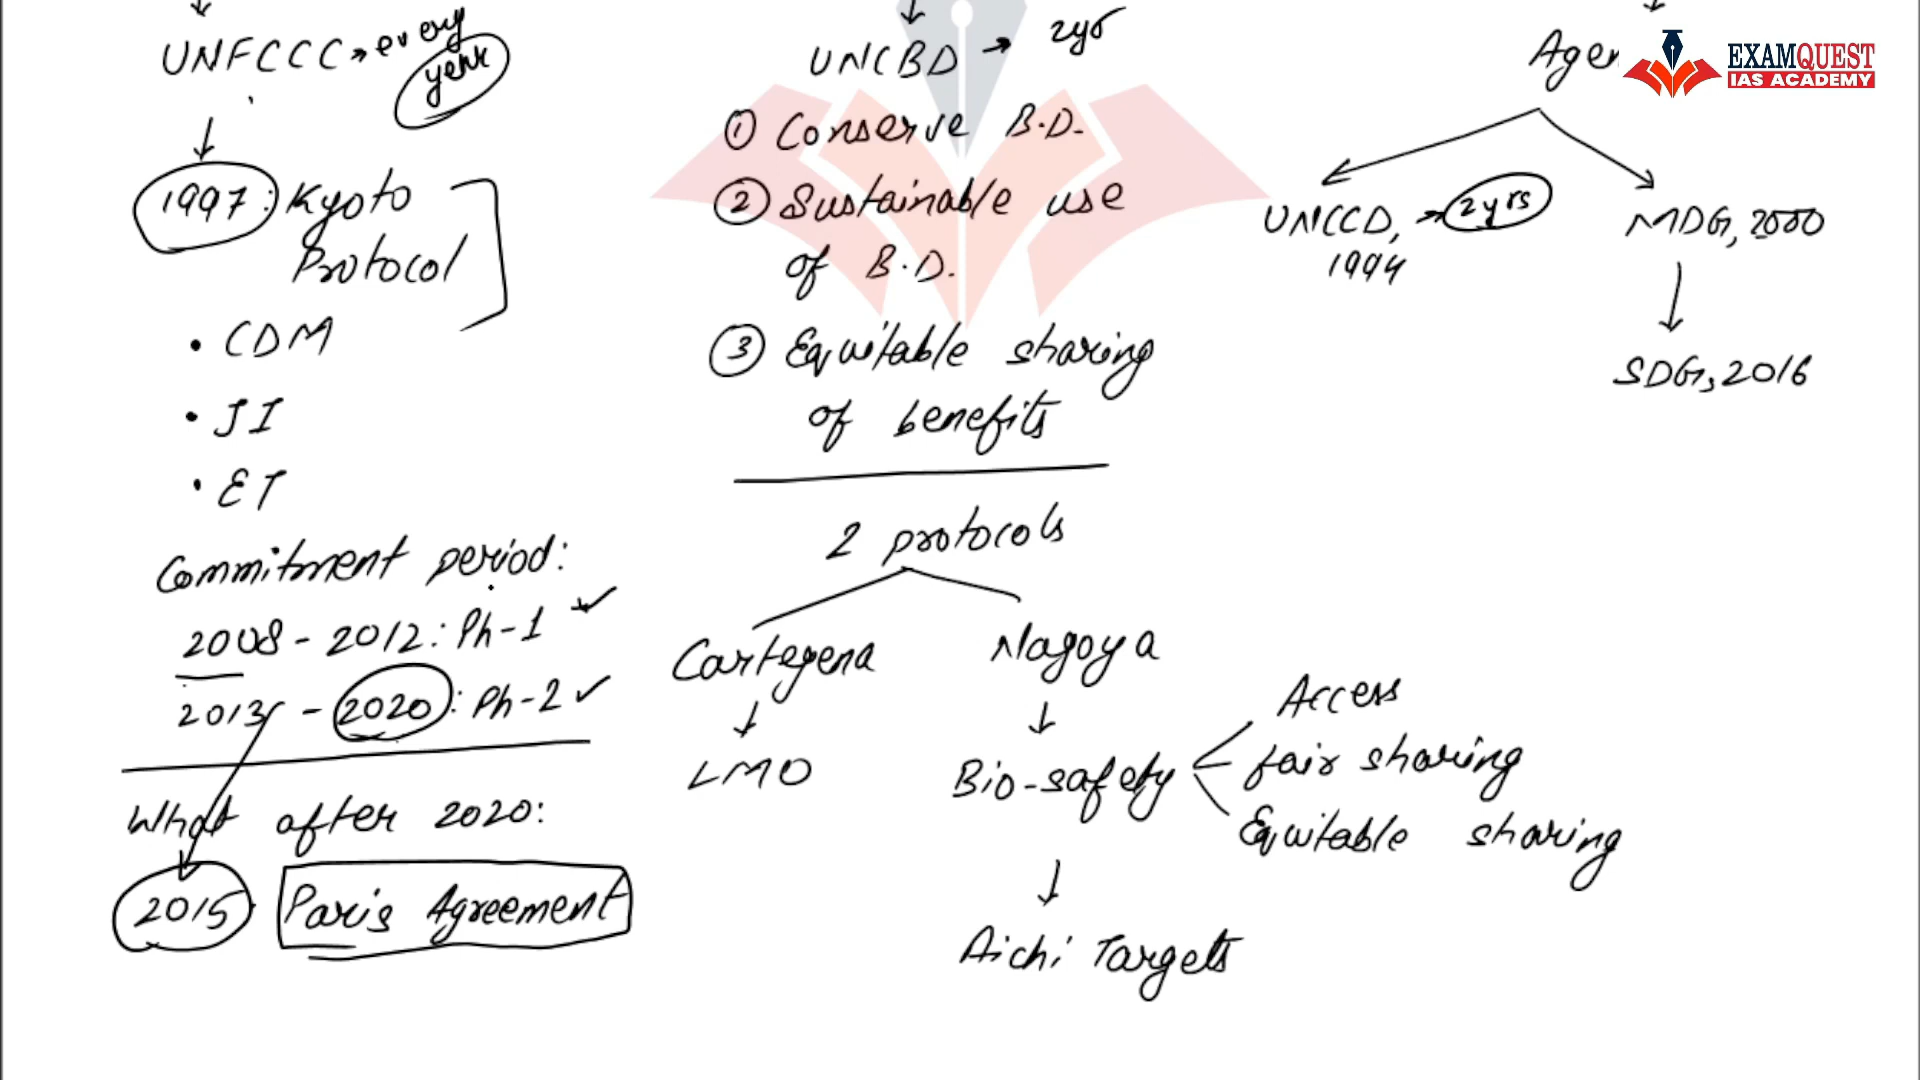 UNFCCC → every
year
1997: Kyoto
Protocol
• CDM
• JI
• ET
Commitment period:
2008 - 2012: Ph-1 ✓
2013 - 2020: Ph-2 ✓
What after 2020:
2015 Paris Agreement
UNCBD → 2yr
① Conserve B.D.
② Sustainable use
of B.D.
③ Equitable sharing
of benefits
2 protocols
Cartegena
Nagoya
LMO
Bio-safety
Access
fair sharing
Equitable sharing
Aichi Targets
Agen
UNCCD, → 2yrs
1994
MDG, 2000
SDG, 2016
EXAMQUEST
IAS ACADEMY